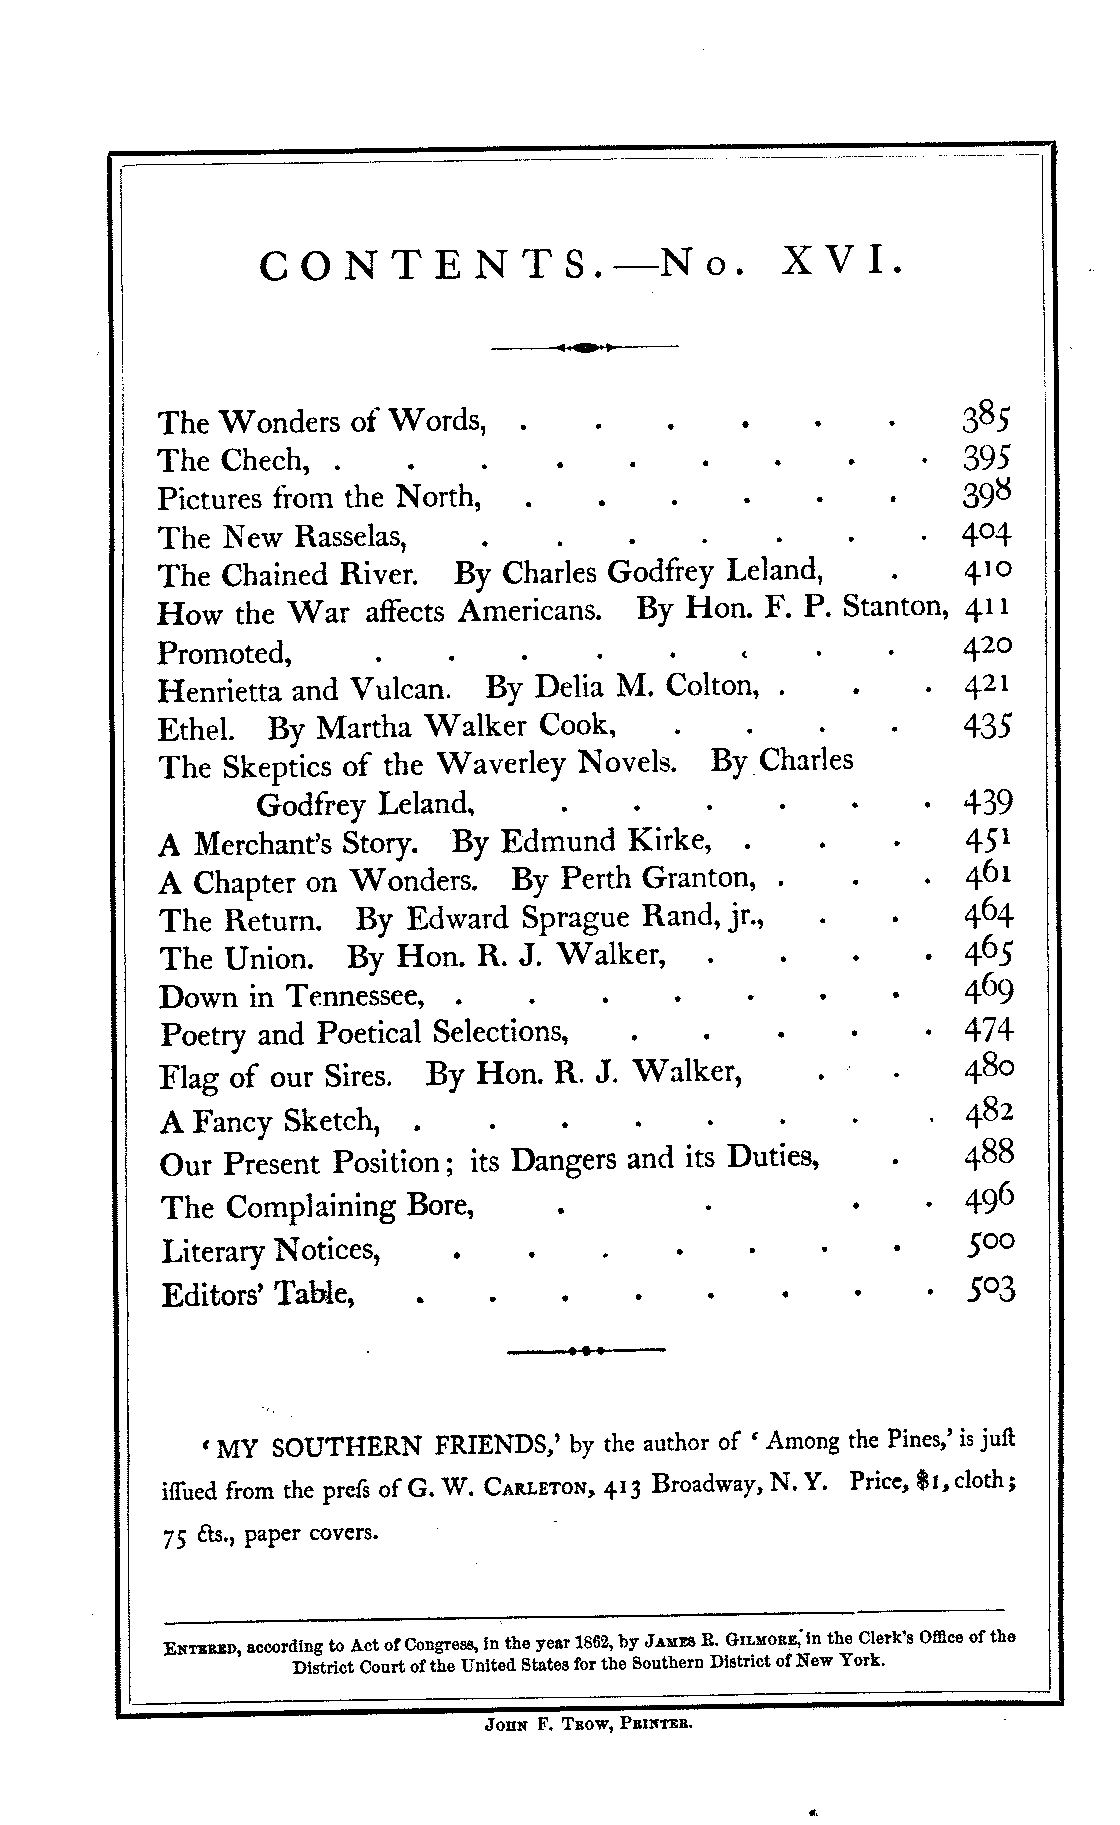 CONTENTS.—No. XVI.
The Wonders of Words, . . . . . . 385
The Chech, . . . . . . . . . 395
Pictures from the North, . . . . . . 398
The New Rasselas, . . . . . . . 404
The Chained River. By Charles Godfrey Leland, . 410
How the War affects Americans. By Hon. F. P. Stanton, 411
Promoted, . . . . . . . . 420
Henrietta and Vulcan. By Delia M. Colton, . . . 421
Ethel. By Martha Walker Cook, . . . . 435
The Skeptics of the Waverley Novels. By Charles
Godfrey Leland, . . . . . . 439
A Merchant's Story. By Edmund Kirke, . . . 451
A Chapter on Wonders. By Perth Granton, . . . 461
The Return. By Edward Sprague Rand, jr., . . 464
The Union. By Hon. R. J. Walker, . . . . 465
Down in Tennessee, . . . . . . . 469
Poetry and Poetical Selections, . . . . . 474
Flag of our Sires. By Hon. R. J. Walker, . . 480
A Fancy Sketch, . . . . . . . . 482
Our Present Position; its Dangers and its Duties, . 488
The Complaining Bore, . . . . 496
Literary Notices, . . . . . . . 500
Editors' Table, . . . . . . . . 503
‘MY SOUTHERN FRIENDS,’ by the author of ‘Among the Pines,’ is juſt
iſſued from the preſs of G. W. CARLETON, 413 Broadway, N. Y. Price, $1, cloth;
75 cts., paper covers.
ENTERED, according to Act of Congress, in the year 1862, by JAMES R. GILMORE, in the Clerk's Office of the
District Court of the United States for the Southern District of New York.
JOHN F. TROW, PRINTER.